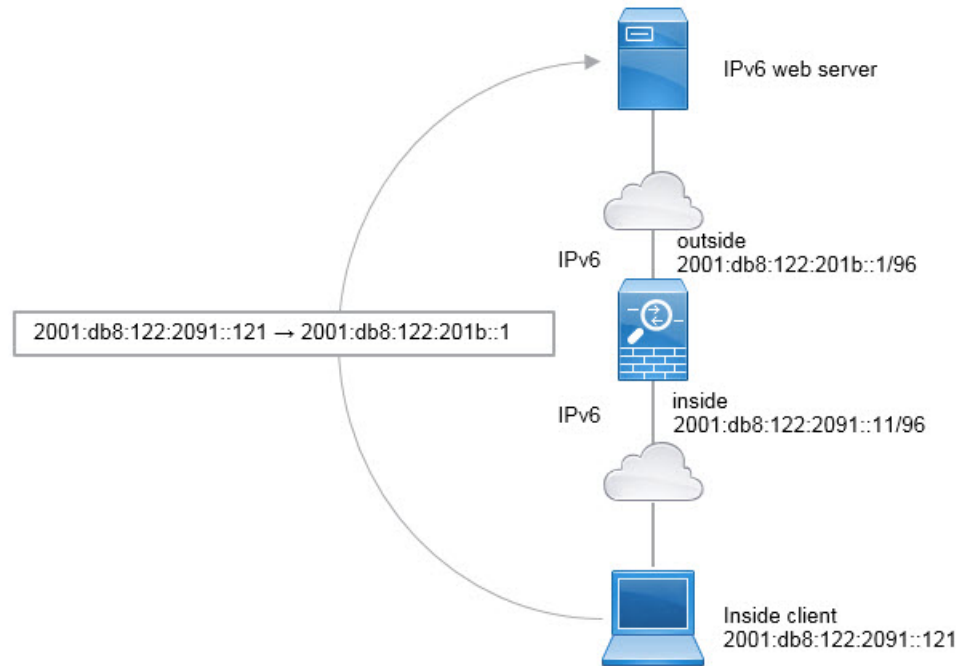 IPv6 web server
outside
IPv6
2001:db8:122:201b::1/96
2001:db8:122:2091::121 → 2001:db8:122:201b::1
inside
IPv6
2001:db8:122:2091::11/96
Inside client
2001:db8:122:2091::121